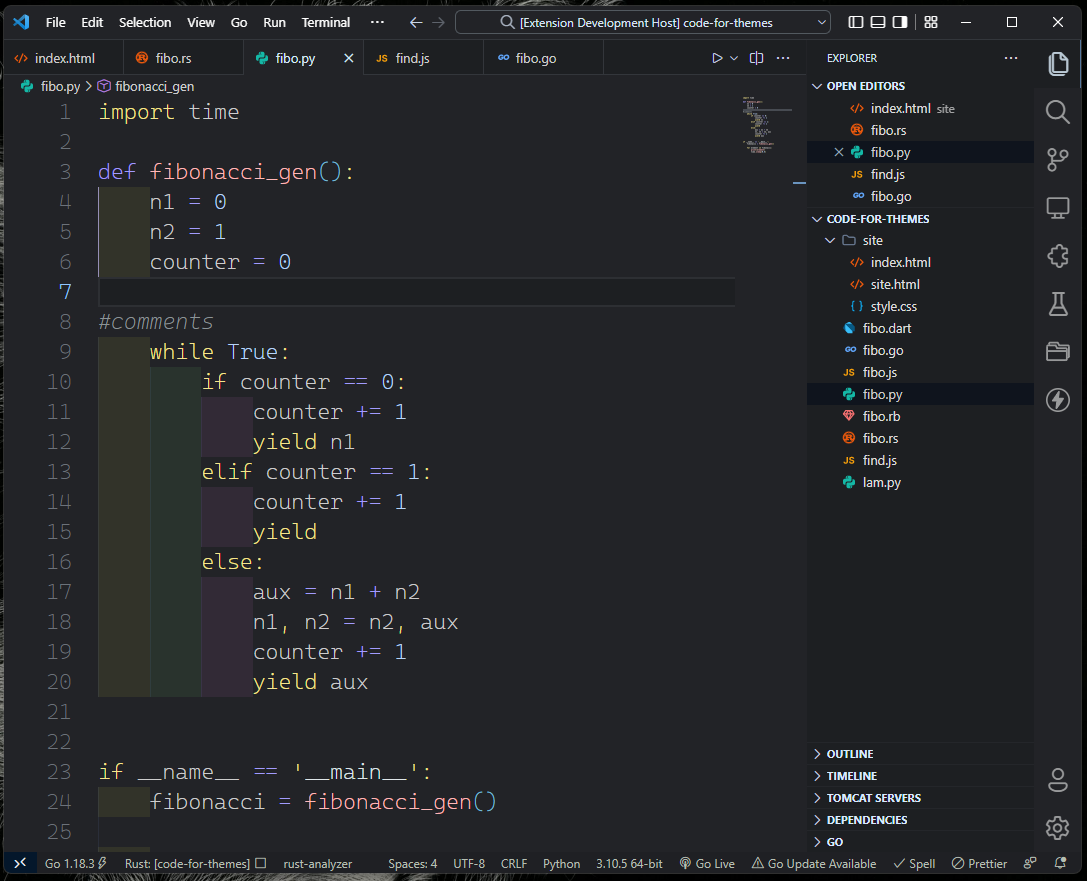 File Edit Selection View Go Run Terminal ··· [Extension Development Host] code-for-themes
index.html fibo.rs fibo.py JS find.js fibo.go
fibo.py > fibonacci_gen
1 import time
2
3 def fibonacci_gen():
4 n1 = 0
5 n2 = 1
6 counter = 0
7
8 #comments
9 while True:
10 if counter == 0:
11 counter += 1
12 yield n1
13 elif counter == 1:
14 counter += 1
15 yield
16 else:
17 aux = n1 + n2
18 n1, n2 = n2, aux
19 counter += 1
20 yield aux
21
22
23 if __name__ == '__main__':
24 fibonacci = fibonacci_gen()
25
EXPLORER
OPEN EDITORS
index.html site
fibo.rs
fibo.py
JS find.js
fibo.go
CODE-FOR-THEMES
site
index.html
site.html
style.css
fibo.dart
fibo.go
JS fibo.js
fibo.py
fibo.rb
fibo.rs
JS find.js
lam.py
OUTLINE
TIMELINE
TOMCAT SERVERS
DEPENDENCIES
GO
Go 1.18.3 Rust: [code-for-themes] rust-analyzer Spaces: 4 UTF-8 CRLF Python 3.10.5 64-bit Go Live Go Update Available Spell Prettier